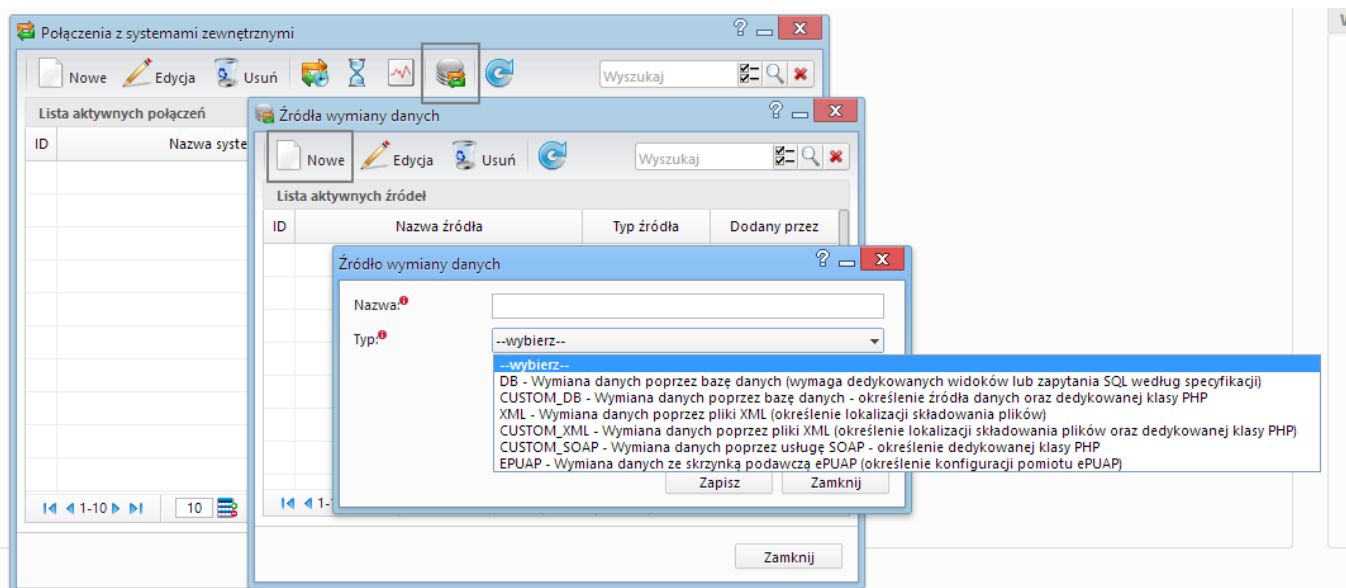 Połączenia z systemami zewnętrznymi
Nowe Edycja Usuń Wyszukaj
Lista aktywnych połączeń
ID Nazwa syste
Źródła wymiany danych
Nowe Edycja Usuń Wyszukaj
Lista aktywnych źródeł
ID Nazwa źródła Typ źródła Dodany przez
Źródło wymiany danych
Nazwa:
Typ: --wybierz--
--wybierz--
DB - Wymiana danych poprzez bazę danych (wymaga dedykowanych widoków lub zapytania SQL według specyfikacji)
CUSTOM_DB - Wymiana danych poprzez bazę danych - określenie źródła danych oraz dedykowanej klasy PHP
XML - Wymiana danych poprzez pliki XML (określenie lokalizacji składowania plików)
CUSTOM_XML - Wymiana danych poprzez pliki XML (określenie lokalizacji składowania plików oraz dedykowanej klasy PHP)
CUSTOM_SOAP - Wymiana danych poprzez usługę SOAP - określenie dedykowanej klasy PHP
EPUAP - Wymiana danych ze skrzynką podawczą ePUAP (określenie konfiguracji pomiotu ePUAP)
Zapisz Zamknij
1-10 10 1-
Zamknij